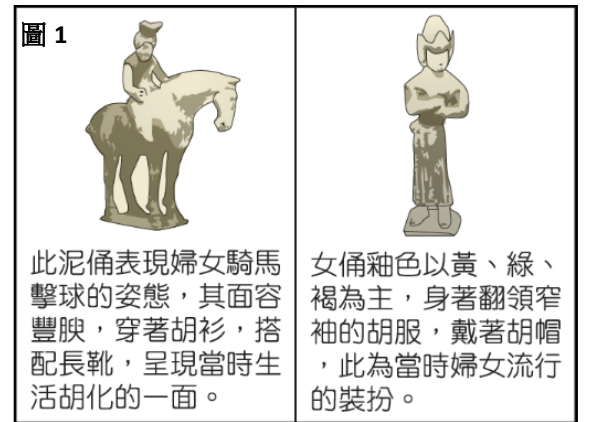 圖 1
此泥俑表現婦女騎馬
擊球的姿態,其面容
豐腴,穿著胡衫,搭
配長靴,呈現當時生
活胡化的一面。
女俑釉色以黃、綠、
褐為主,身著翻領窄
袖的胡服,戴著胡帽
,此為當時婦女流行
的裝扮。